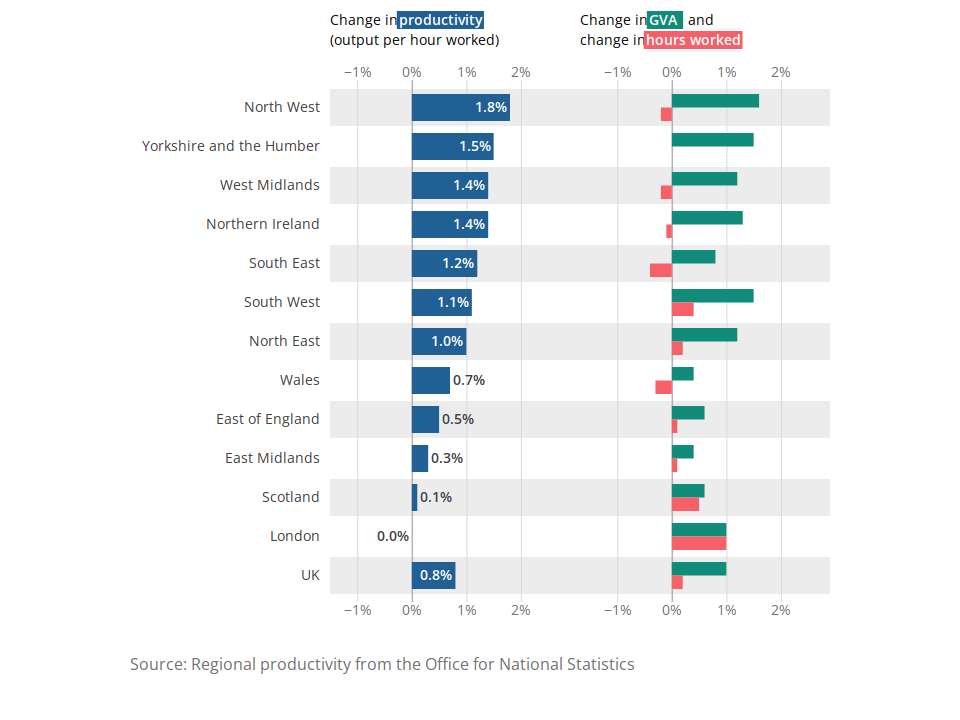 Change in productivity
(output per hour worked)
Change in GVA and
change in hours worked
−1% 0% 1% 2%
−1% 0% 1% 2%
North West 1.8%
Yorkshire and the Humber 1.5%
West Midlands 1.4%
Northern Ireland 1.4%
South East 1.2%
South West 1.1%
North East 1.0%
Wales 0.7%
East of England 0.5%
East Midlands 0.3%
Scotland 0.1%
London 0.0%
UK 0.8%
−1% 0% 1% 2%
−1% 0% 1% 2%
Source: Regional productivity from the Office for National Statistics